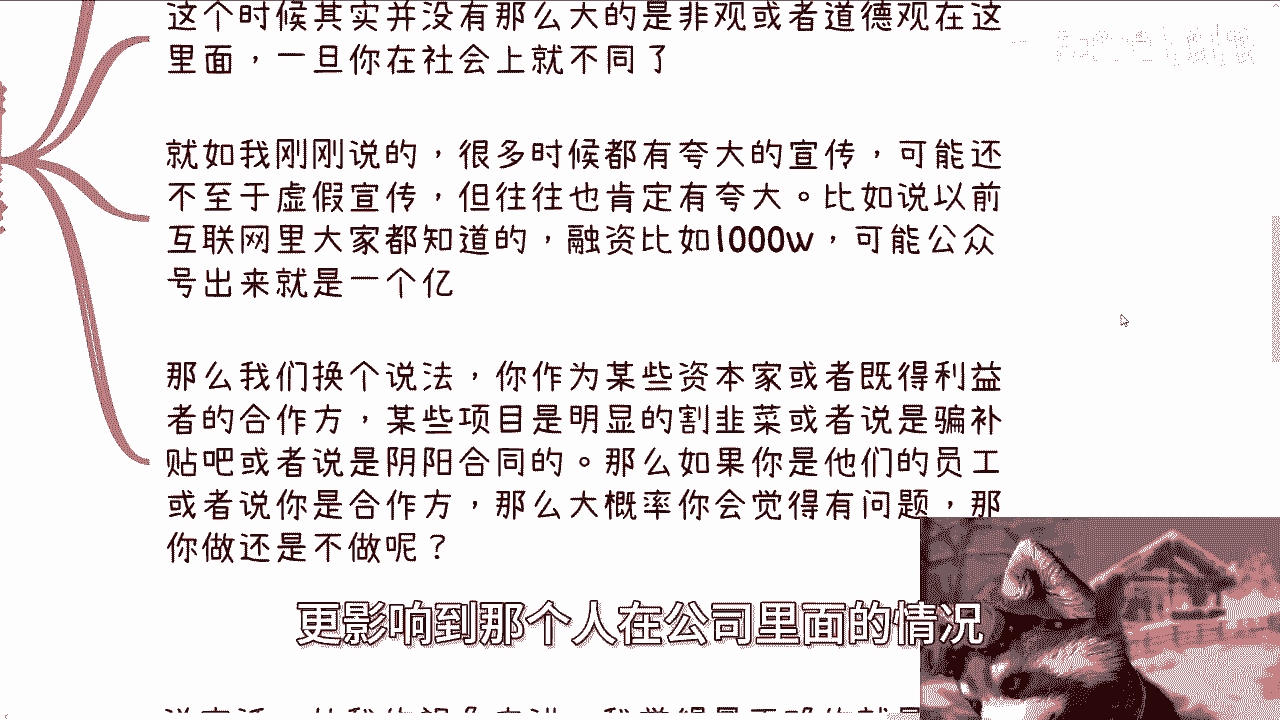 这个时候其实并没有那么大的是非观或者道德观在这
里面，一旦你在社会上就不同了
就如我刚刚说的，很多时候都有夸大的宣传，可能还
不至于虚假宣传，但往往也肯定有夸大。比如说以前
互联网里大家都知道的，融资比如1000w，可能公众
号出来就是一个亿
那么我们换个说法，你作为某些资本家或者既得利益
者的合作方，某些项目是明显的割韭菜或者说是骗补
贴吧或者说是阴阳合同的。那么如果你是他们的员工
或者说你是合作方，那么大概率你会觉得有问题，那
你做还是不做呢？
更影响到那个人在公司里面的情况